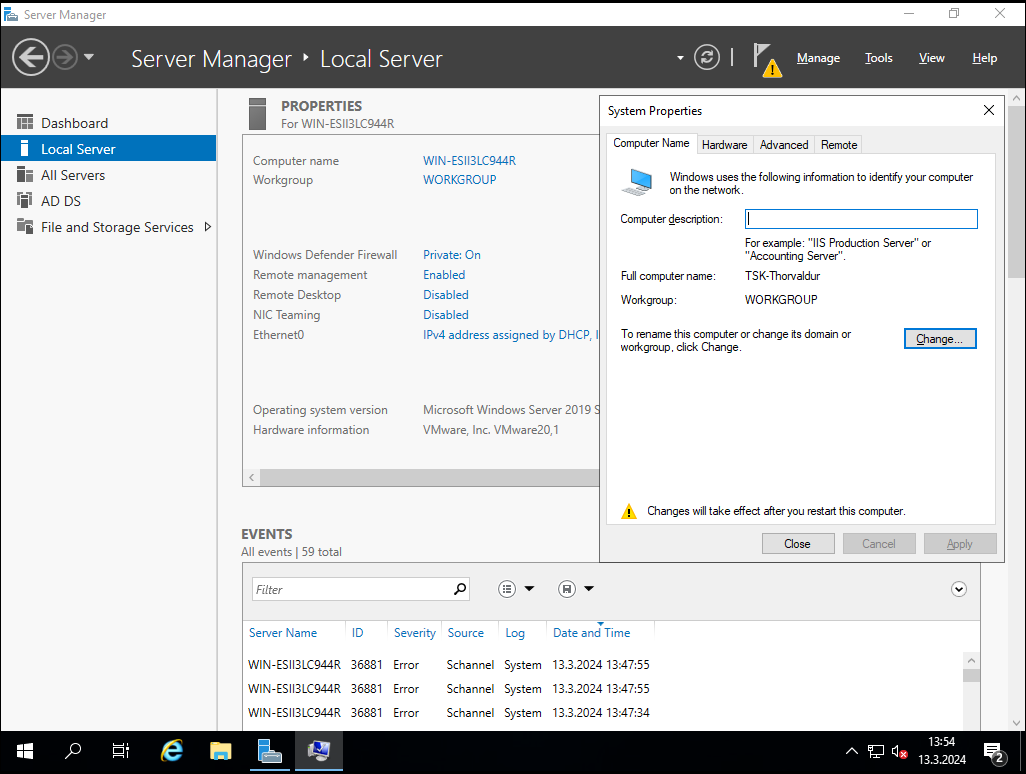 Server Manager
Server Manager ‣ Local Server
Manage Tools View Help
Dashboard
Local Server
All Servers
AD DS
File and Storage Services
PROPERTIES
For WIN-ESII3LC944R
Computer name WIN-ESII3LC944R
Workgroup WORKGROUP
Windows Defender Firewall Private: On
Remote management Enabled
Remote Desktop Disabled
NIC Teaming Disabled
Ethernet0 IPv4 address assigned by DHCP, I
Operating system version Microsoft Windows Server 2019 S
Hardware information VMware, Inc. VMware20,1
System Properties
Computer Name Hardware Advanced Remote
Windows uses the following information to identify your computer
on the network.
Computer description:
For example: "IIS Production Server" or
"Accounting Server".
Full computer name: TSK-Thorvaldur
Workgroup: WORKGROUP
To rename this computer or change its domain or
workgroup, click Change.
Change...
Changes will take effect after you restart this computer.
Close Cancel Apply
EVENTS
All events | 59 total
Filter
Server Name ID Severity Source Log Date and Time
WIN-ESII3LC944R 36881 Error Schannel System 13.3.2024 13:47:55
WIN-ESII3LC944R 36881 Error Schannel System 13.3.2024 13:47:55
WIN-ESII3LC944R 36881 Error Schannel System 13.3.2024 13:47:34
13:54
13.3.2024
2